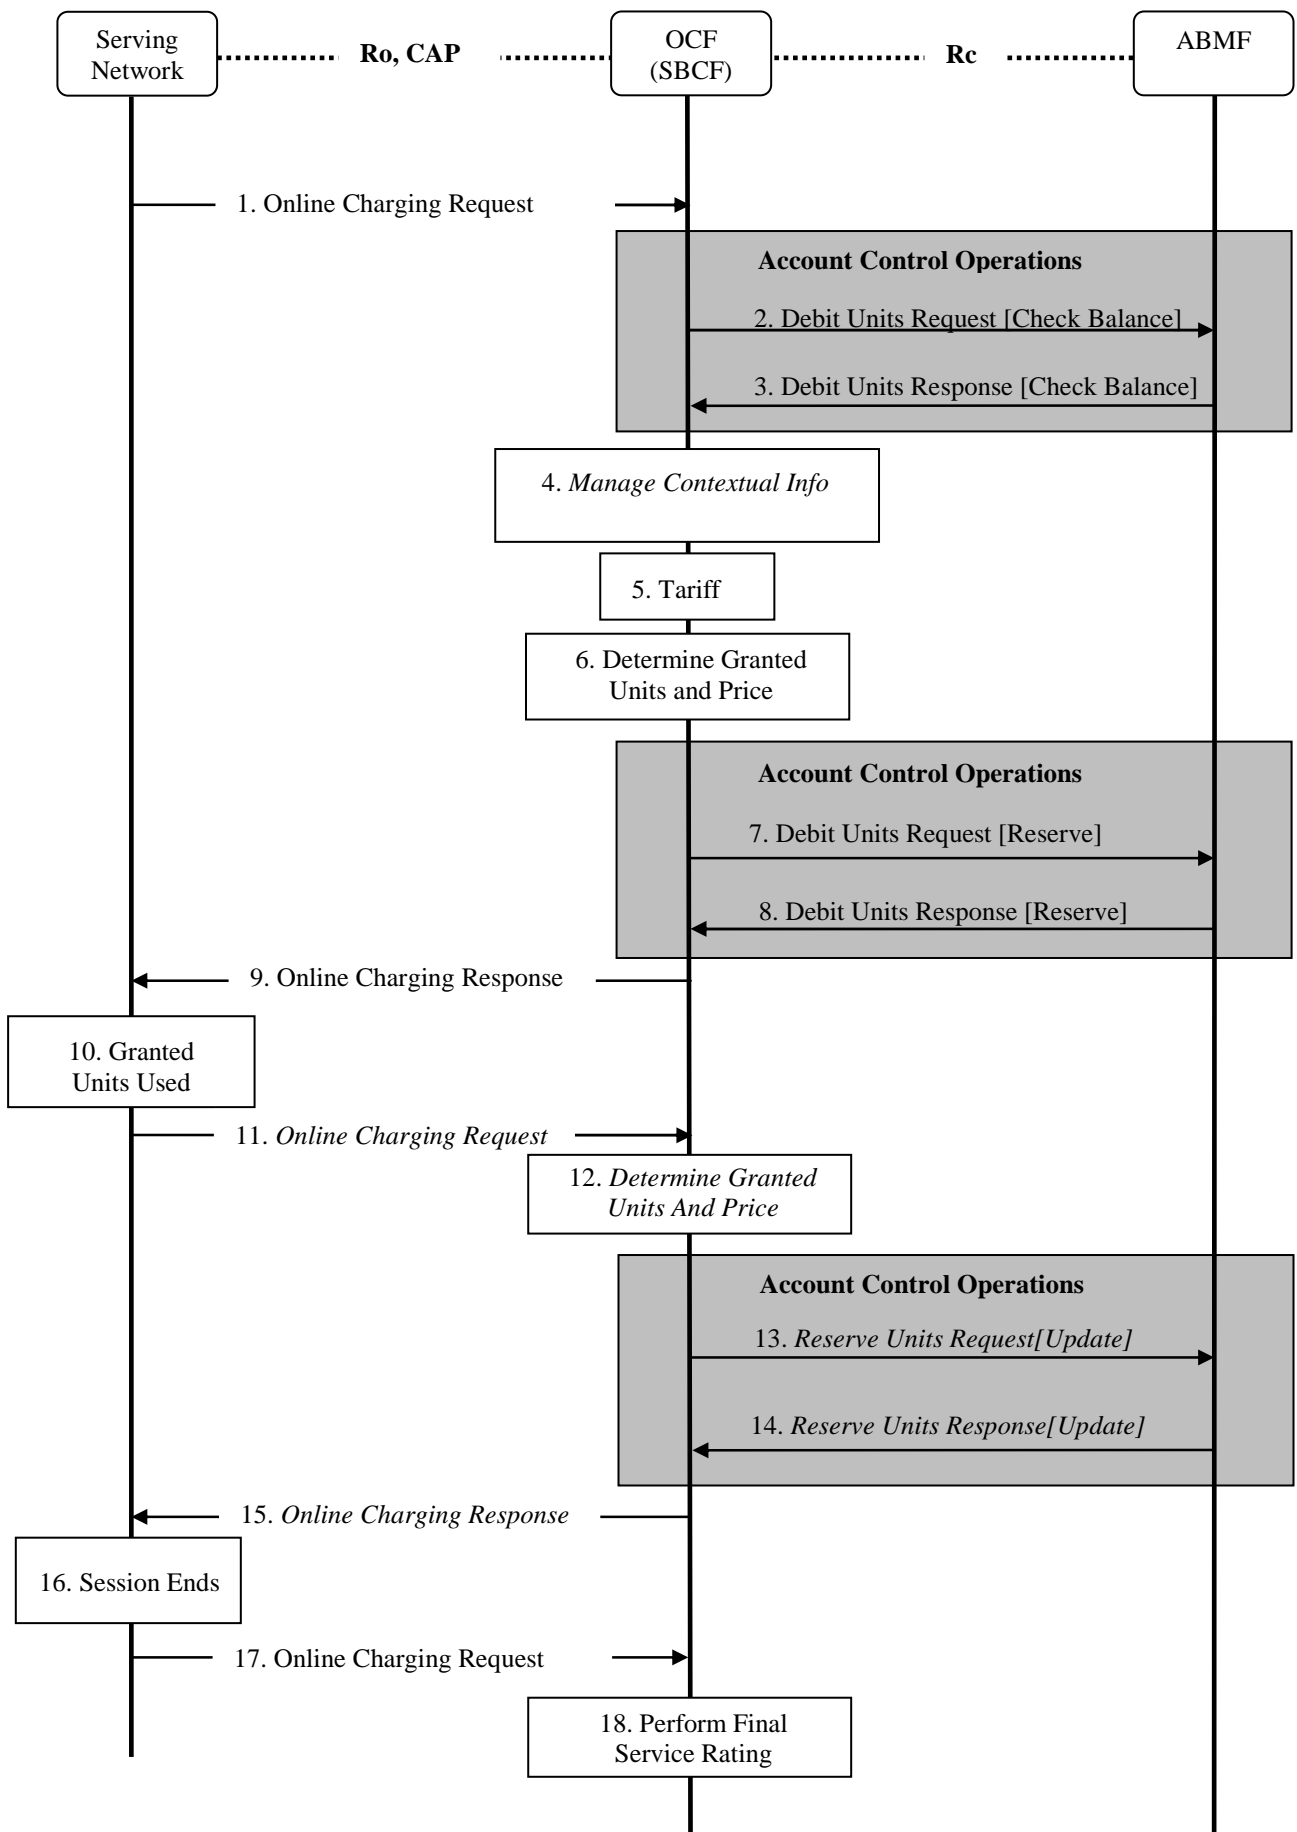 Serving
Network
Ro, CAP
OCF
(SBCF)
Rc
ABMF
1. Online Charging Request
Account Control Operations
2. Debit Units Request [Check Balance]
3. Debit Units Response [Check Balance]
4. Manage Contextual Info
5. Tariff
6. Determine Granted
Units and Price
Account Control Operations
7. Debit Units Request [Reserve]
8. Debit Units Response [Reserve]
9. Online Charging Response
10. Granted
Units Used
11. Online Charging Request
12. Determine Granted
Units And Price
Account Control Operations
13. Reserve Units Request[Update]
14. Reserve Units Response[Update]
15. Online Charging Response
16. Session Ends
17. Online Charging Request
18. Perform Final
Service Rating